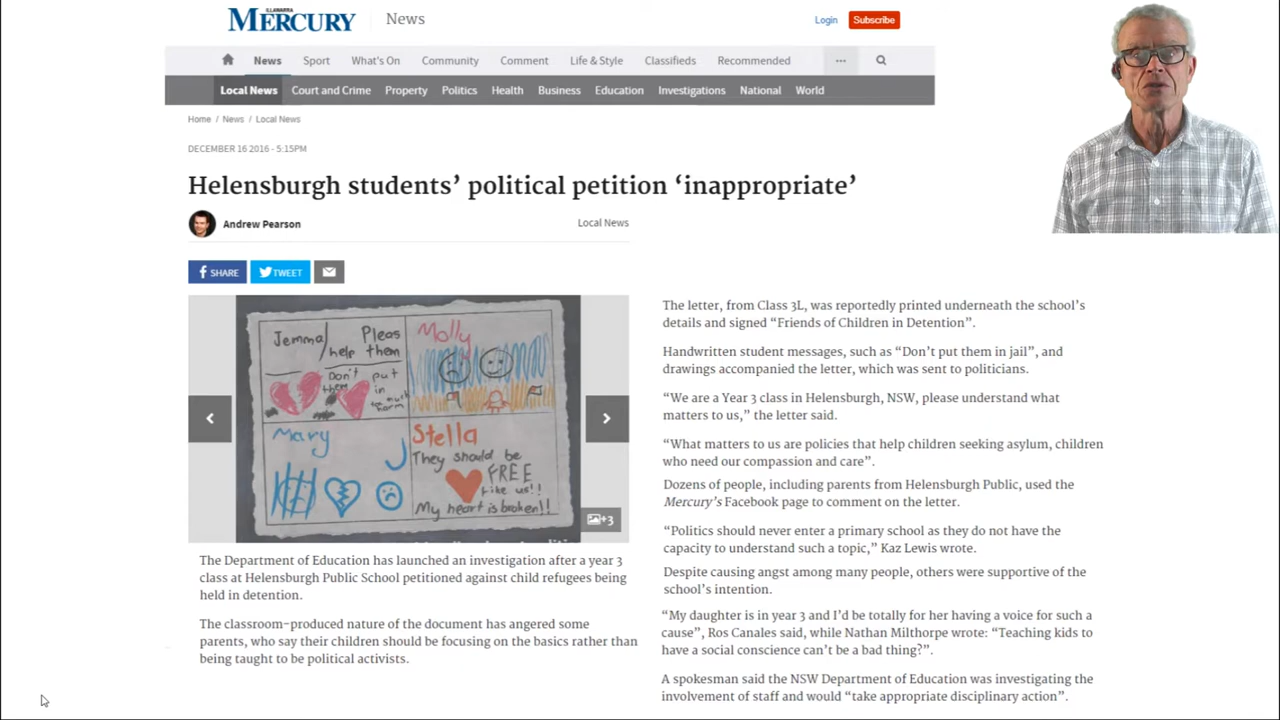 ILLAWARRA
MERCURY
News
Login
Subscribe
News Sport What's On Community Comment Life & Style Classifieds Recommended ...
Local News Court and Crime Property Politics Health Business Education Investigations National World
Home / News / Local News
DECEMBER 16 2016 - 5:15PM
Helensburgh students’ political petition ‘inappropriate’
Andrew Pearson
Local News
SHARE
TWEET
Jemma
Pleas
help them
Don't put
them in
Molly
Mary
Stella
They should be
FREE
like us!!
My heart is broken!!
+3
The Department of Education has launched an investigation after a year 3
class at Helensburgh Public School petitioned against child refugees being
held in detention.
The classroom-produced nature of the document has angered some
parents, who say their children should be focusing on the basics rather than
being taught to be political activists.
The letter, from Class 3L, was reportedly printed underneath the school’s
details and signed “Friends of Children in Detention”.
Handwritten student messages, such as “Don’t put them in jail”, and
drawings accompanied the letter, which was sent to politicians.
“We are a Year 3 class in Helensburgh, NSW, please understand what
matters to us,” the letter said.
“What matters to us are policies that help children seeking asylum, children
who need our compassion and care”.
Dozens of people, including parents from Helensburgh Public, used the
Mercury’s Facebook page to comment on the letter.
“Politics should never enter a primary school as they do not have the
capacity to understand such a topic,” Kaz Lewis wrote.
Despite causing angst among many people, others were supportive of the
school’s intention.
“My daughter is in year 3 and I’d be totally for her having a voice for such a
cause”, Ros Canales said, while Nathan Milthorpe wrote: “Teaching kids to
have a social conscience can’t be a bad thing?”.
A spokesman said the NSW Department of Education was investigating the
involvement of staff and would “take appropriate disciplinary action”.